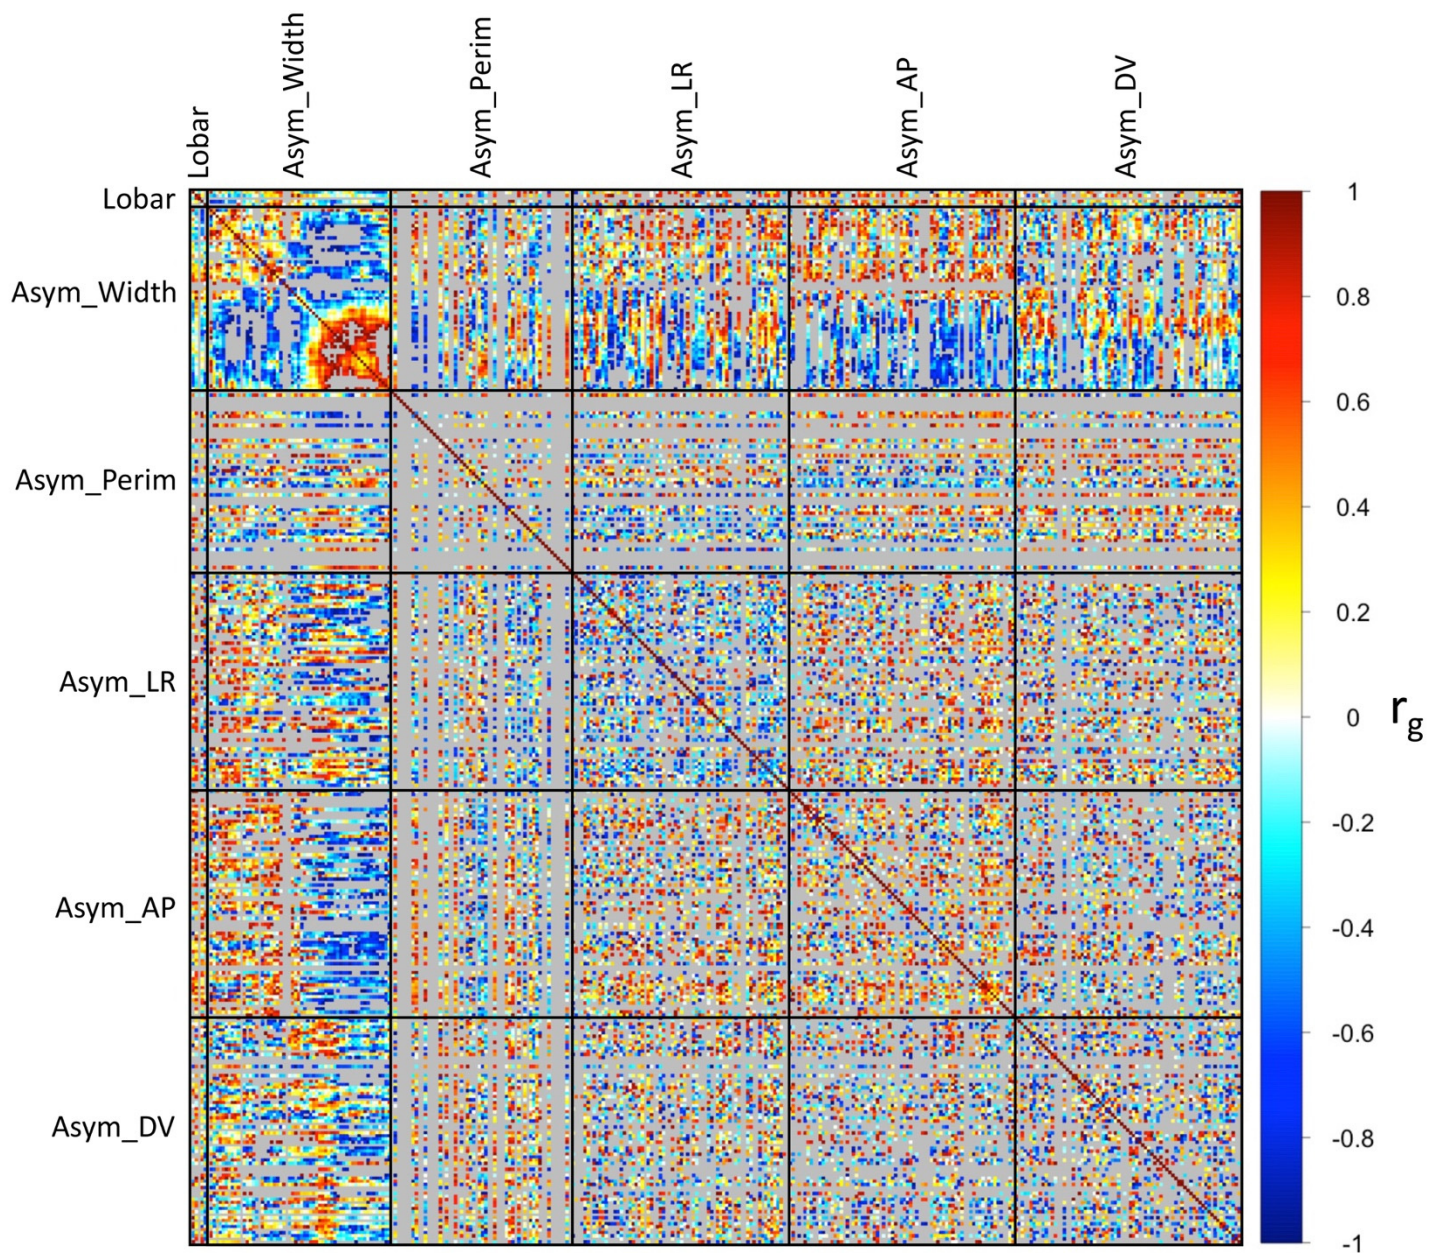 Lobar
Asym_Width
Asym_Perim
Asym_LR
Asym_AP
Asym_DV
Lobar
Asym_Width
Asym_Perim
Asym_LR
Asym_AP
Asym_DV
1
0.8
0.6
0.4
0.2
0
-0.2
-0.4
-0.6
-0.8
-1
rg